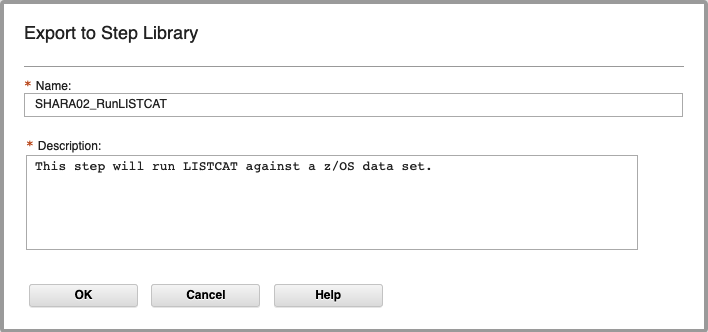 Export to Step Library
* Name:
SHARA02_RunLISTCAT
* Description:
This step will run LISTCAT against a z/OS data set.
OK Cancel Help